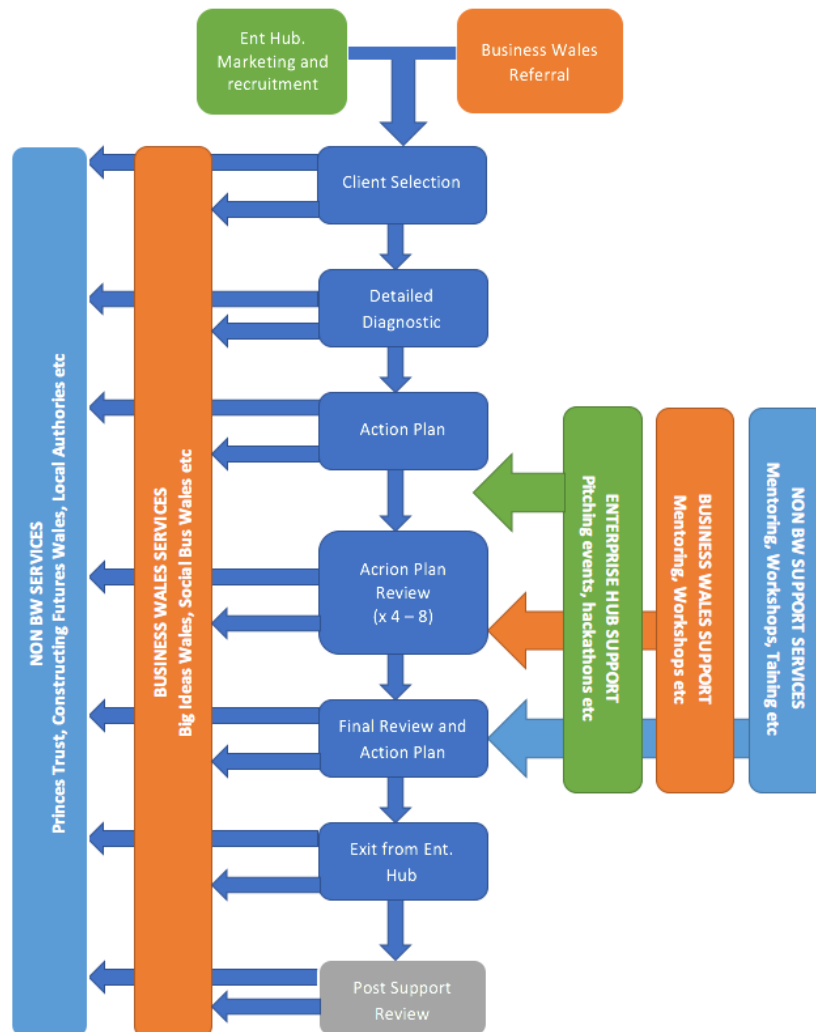 Ent Hub.
Marketing and
recruitment
Business Wales
Referral
Client Selection
Detailed
Diagnostic
Action Plan
Acrion Plan
Review
(x 4 – 8)
Final Review and
Action Plan
Exit from Ent.
Hub
Post Support
Review
NON BW SERVICES
Princes Trust, Constructing Futures Wales, Local Authories etc
BUSINESS WALES SERVICES
Big Ideas Wales, Social Bus Wales etc
ENTERPRISE HUB SUPPORT
Pitching events, hackathons etc
BUSINESS WALES SUPPORT
Mentoring, Workshops etc
NON BW SUPPORT SERVICES
Mentoring, Workshops, Taining etc